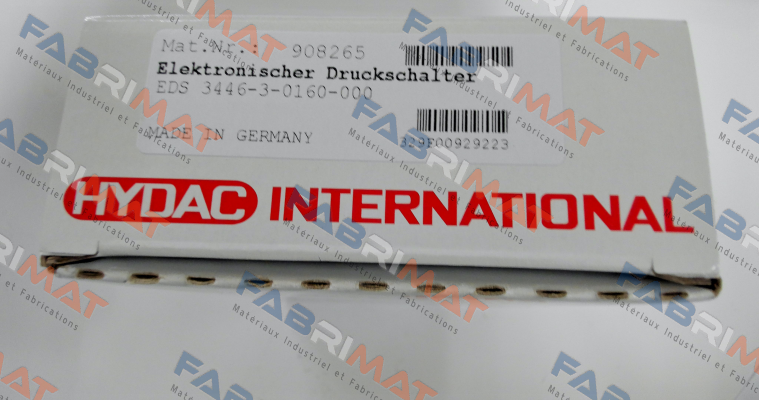 Mat.Nr.: 908265
Elektronischer Druckschalter
EDS 3446-3-0160-000
MADE IN GERMANY
329F00929223
HYDAC INTERNATIONAL
FABRIMAT
Matériaux Industriel et Fabrications